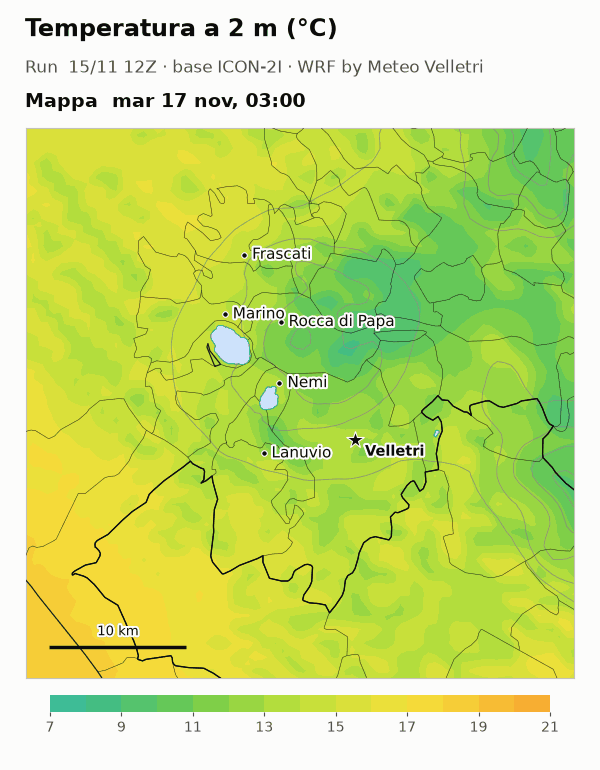 Temperatura a 2 m (°C)
Run  15/11 12Z · base ICON-2I · WRF by Meteo Velletri
Mappa  mar 17 nov, 03:00
Frascati
Marino
Rocca di Papa
Nemi
Velletri
Lanuvio
10 km
7 9 11 13 15 17 19 21